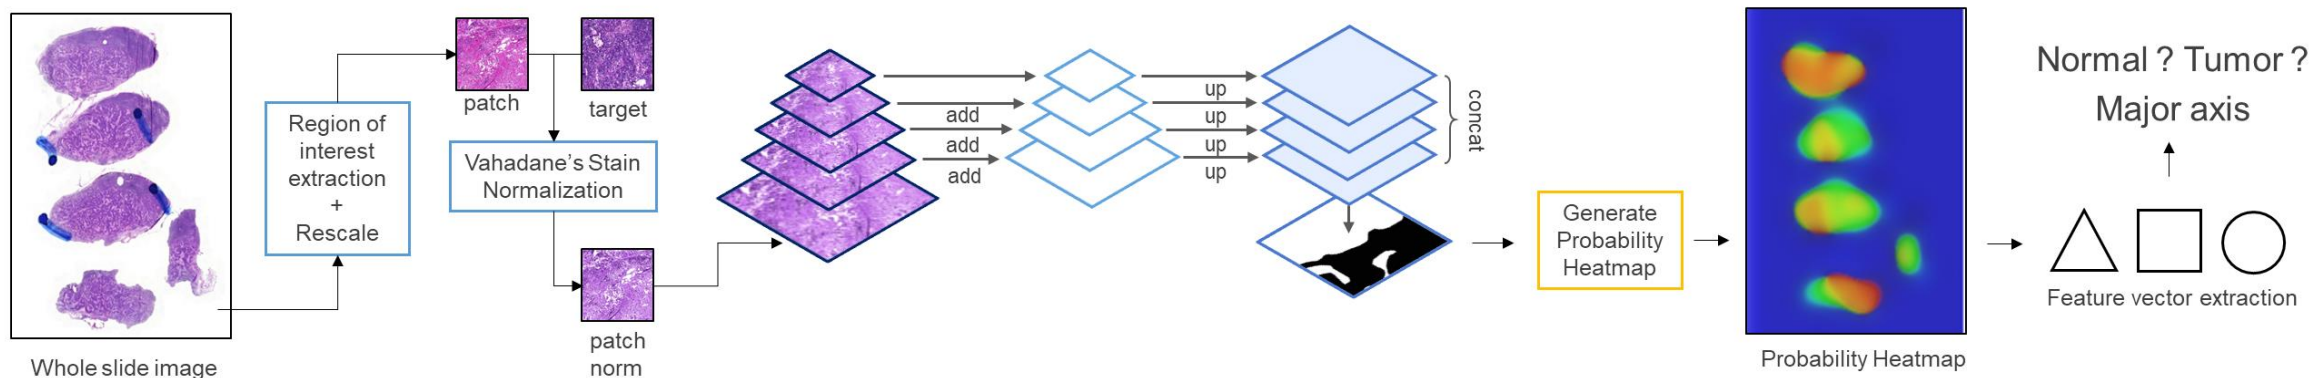 Whole slide image
Region of
interest
extraction
+
Rescale
patch
target
Vahadane's Stain
Normalization
patch
norm
add
add
add
up
up
up
up
concat
Generate
Probability
Heatmap
Probability Heatmap
Normal ? Tumor ?
Major axis
Feature vector extraction